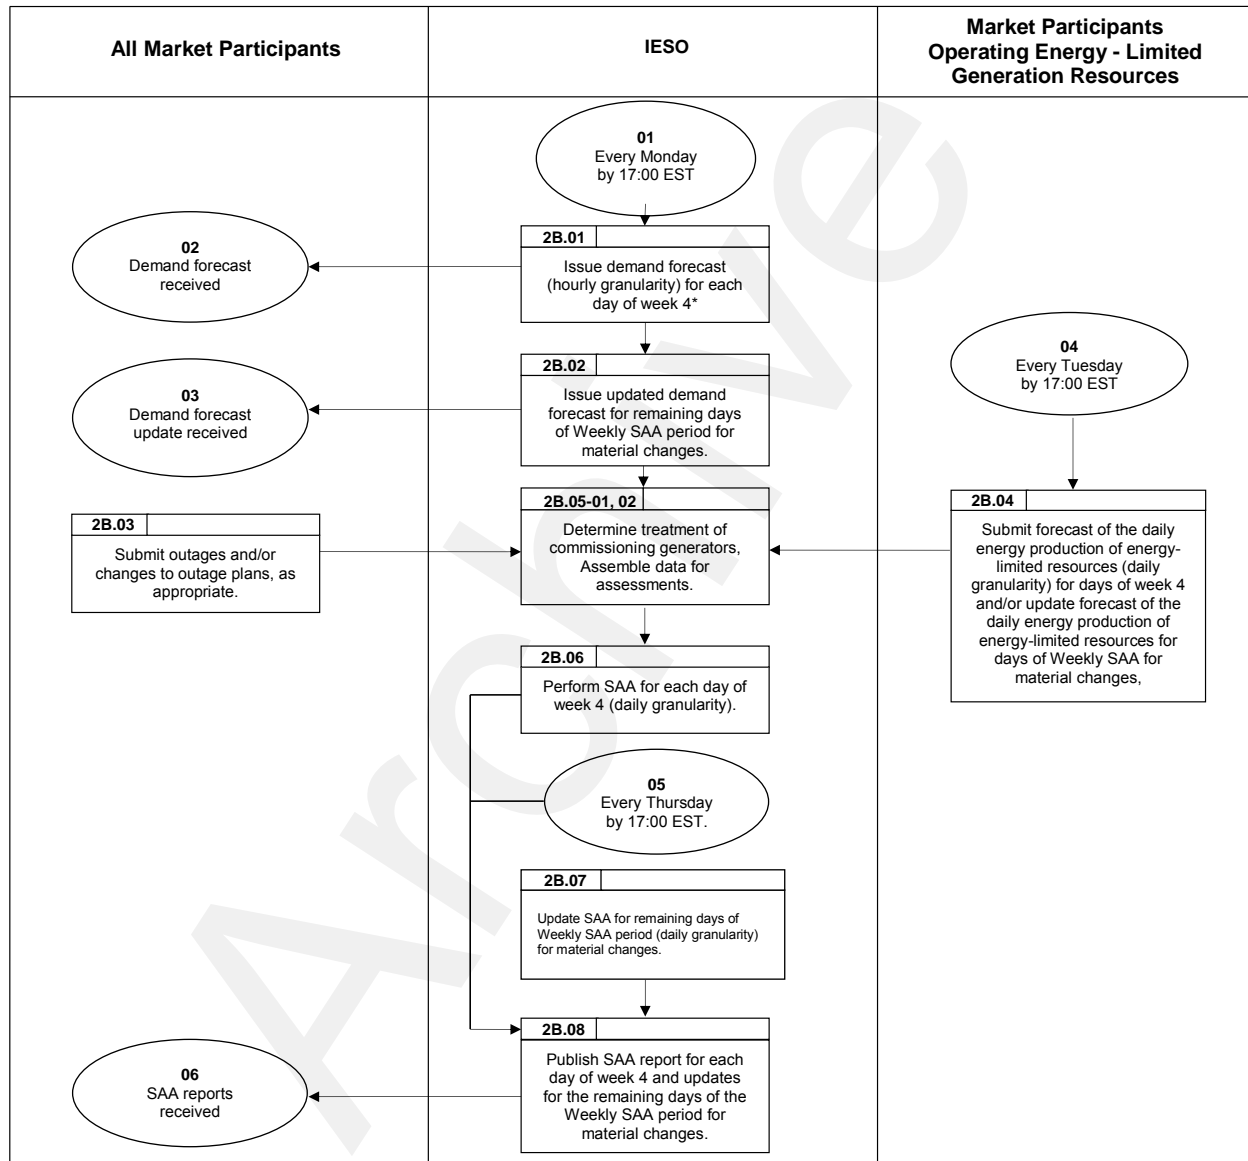 All Market Participants
IESO
Market Participants
Operating Energy - Limited
Generation Resources
01
Every Monday
by 17:00 EST
02
Demand forecast
received
2B.01
Issue demand forecast
(hourly granularity) for each
day of week 4*
03
Demand forecast
update received
2B.02
Issue updated demand
forecast for remaining days
of Weekly SAA period for
material changes.
04
Every Tuesday
by 17:00 EST
2B.03
Submit outages and/or
changes to outage plans, as
appropriate.
2B.05-01, 02
Determine treatment of
commissioning generators,
Assemble data for
assessments.
2B.04
Submit forecast of the daily
energy production of energy-
limited resources (daily
granularity) for days of week 4
and/or update forecast of the
daily energy production of
energy-limited resources for
days of Weekly SAA for
material changes,
2B.06
Perform SAA for each day of
week 4 (daily granularity).
05
Every Thursday
by 17:00 EST.
2B.07
Update SAA for remaining days of
Weekly SAA period (daily granularity)
for material changes.
2B.08
Publish SAA report for each
day of week 4 and updates
for the remaining days of the
Weekly SAA period for
material changes.
06
SAA reports
received
Archive